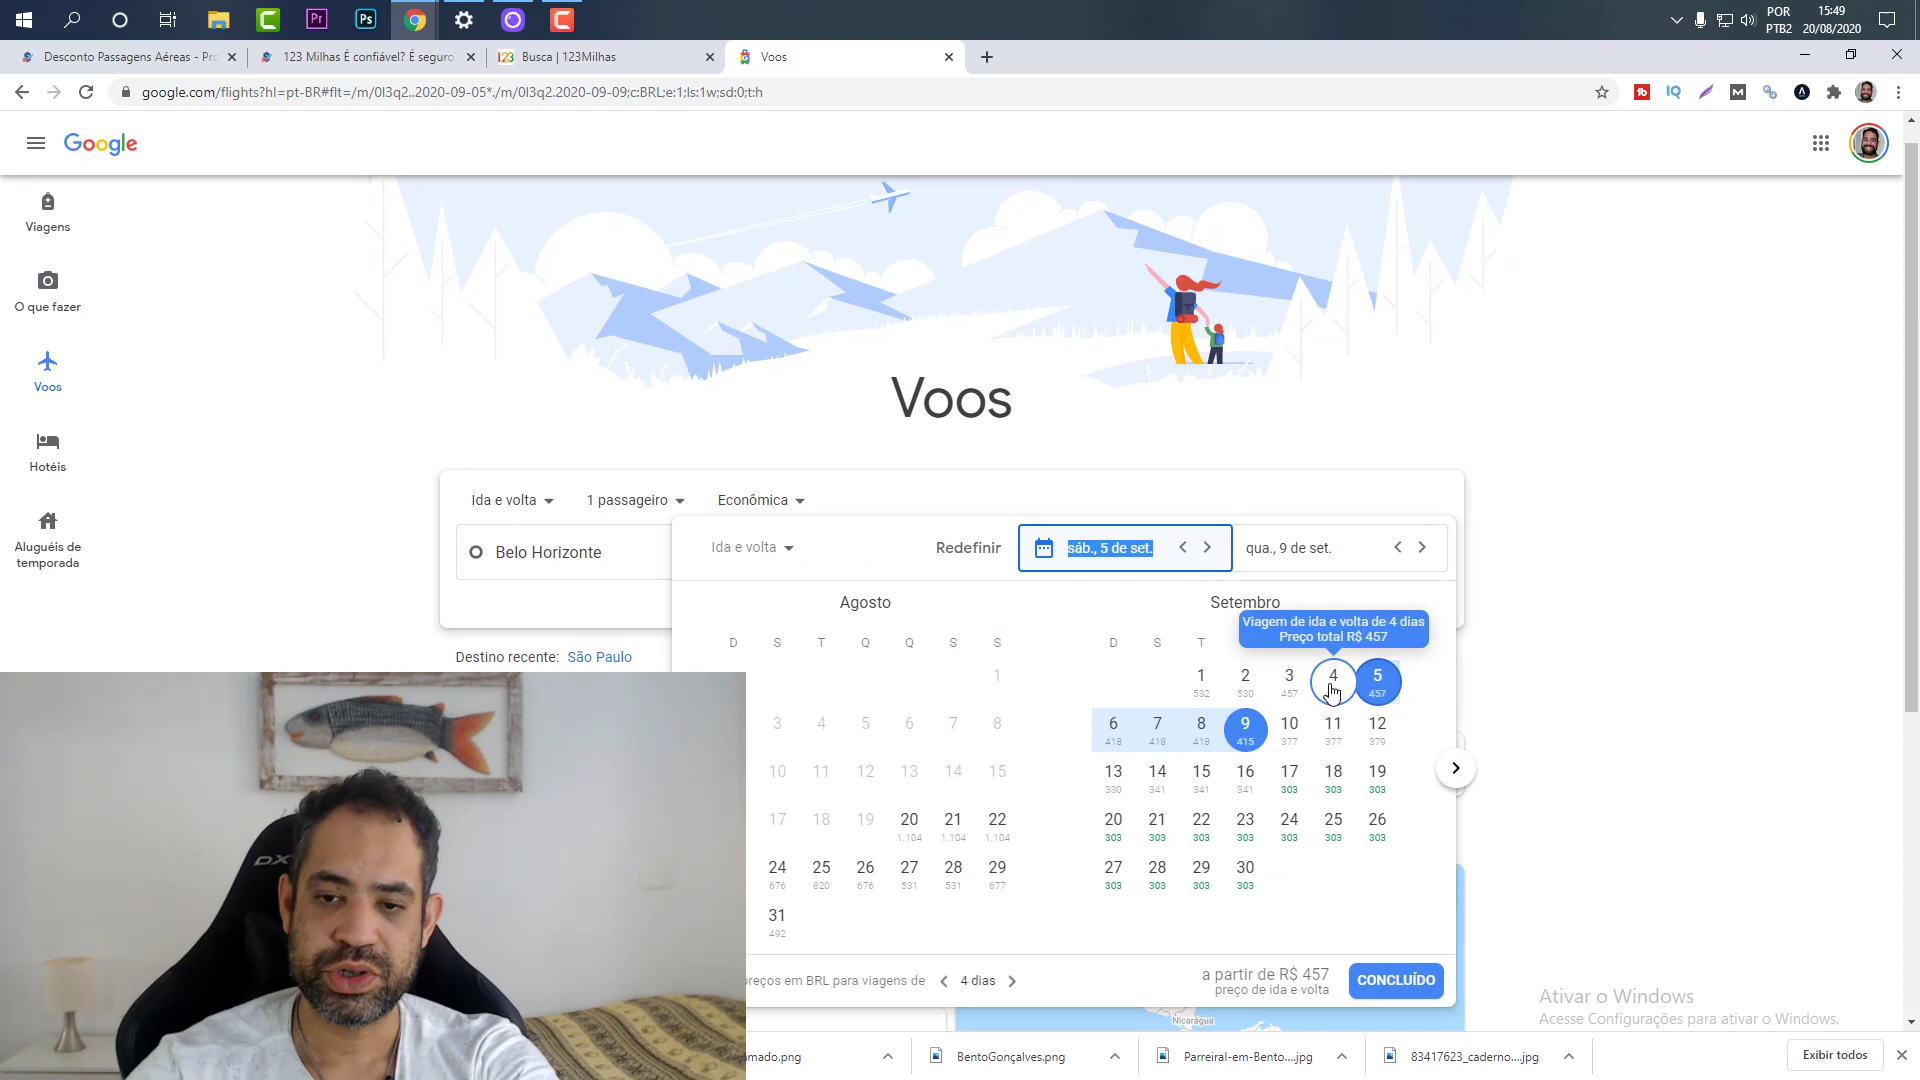 POR
PTB2
15:49
20/08/2020
Pr
Ps
Desconto Passagens Aéreas - Pro
123 Milhas É confiável? É seguro
123
Busca | 123Milhas
Voos
google.com/flights?hl=pt-BR#flt=/m/0l3q2..2020-09-05*./m/0l3q2.2020-09-09;c:BRL;e:1;ls:1w;sd:0;t:h
Google
Viagens
O que fazer
Voos
Hotéis
Aluguéis de
temporada
Voos
Ida e volta
1 passageiro
Econômica
Belo Horizonte
Ida e volta
Redefinir
sáb., 5 de set.
qua., 9 de set.
Destino recente: São Paulo
Agosto
D S T Q Q S S
1
3 4 5 6 7 8
10 11 12 13 14 15
17 18 19 20 21 22
1.104 1.104 1.104
24 25 26 27 28 29
676 820 676 531 531 677
31
492
Setembro
Viagem de ida e volta de 4 dias
Preço total R$ 457
D S T
1 2 3 4 5
532 530 457 457
6 7 8 9 10 11 12
418 418 418 415 377 377 379
13 14 15 16 17 18 19
330 341 341 341 303 303 303
20 21 22 23 24 25 26
303 303 303 303 303 303 303
27 28 29 30
303 303 303 303
reços em BRL para viagens de
4 dias
a partir de R$ 457
preço de ida e volta
CONCLUÍDO
Nicarágua
DX
Ativar o Windows
Acesse Configurações para ativar o Windows.
mado.png
BentoGonçalves.png
Parreiral-em-Bento....jpg
83417623_caderno....jpg
Exibir todos